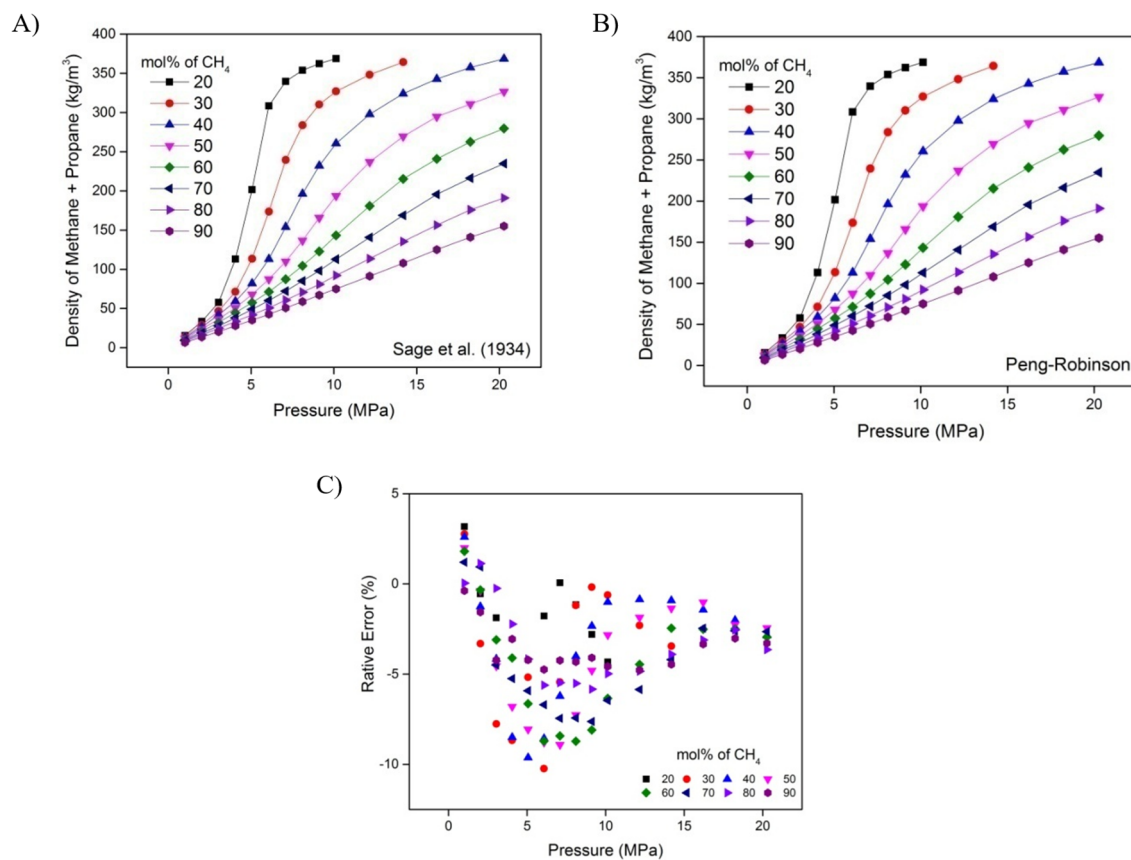 A)
400
350
300
250
200
150
100
50
0
Density of Methane + Propane (kg/m³)
mol% of CH₄
20
30
40
50
60
70
80
90
Sage et al. (1934)
0 5 10 15 20
Pressure (MPa)
B)
400
350
300
250
200
150
100
50
0
Density of Methane + Propane (kg/m³)
mol% of CH₄
20
30
40
50
60
70
80
90
Peng-Robinson
0 5 10 15 20
Pressure (MPa)
C)
5
0
-5
-10
Rative Error (%)
mol% of CH₄
20 30 40 50
60 70 80 90
0 5 10 15 20
Pressure (MPa)